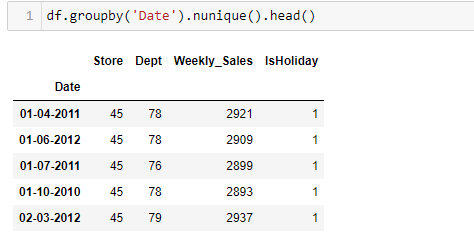 1 df.groupby('Date').nunique().head()
Store Dept Weekly_Sales IsHoliday
Date
01-04-2011 45 78 2921 1
01-06-2012 45 78 2909 1
01-07-2011 45 76 2899 1
01-10-2010 45 78 2893 1
02-03-2012 45 79 2937 1